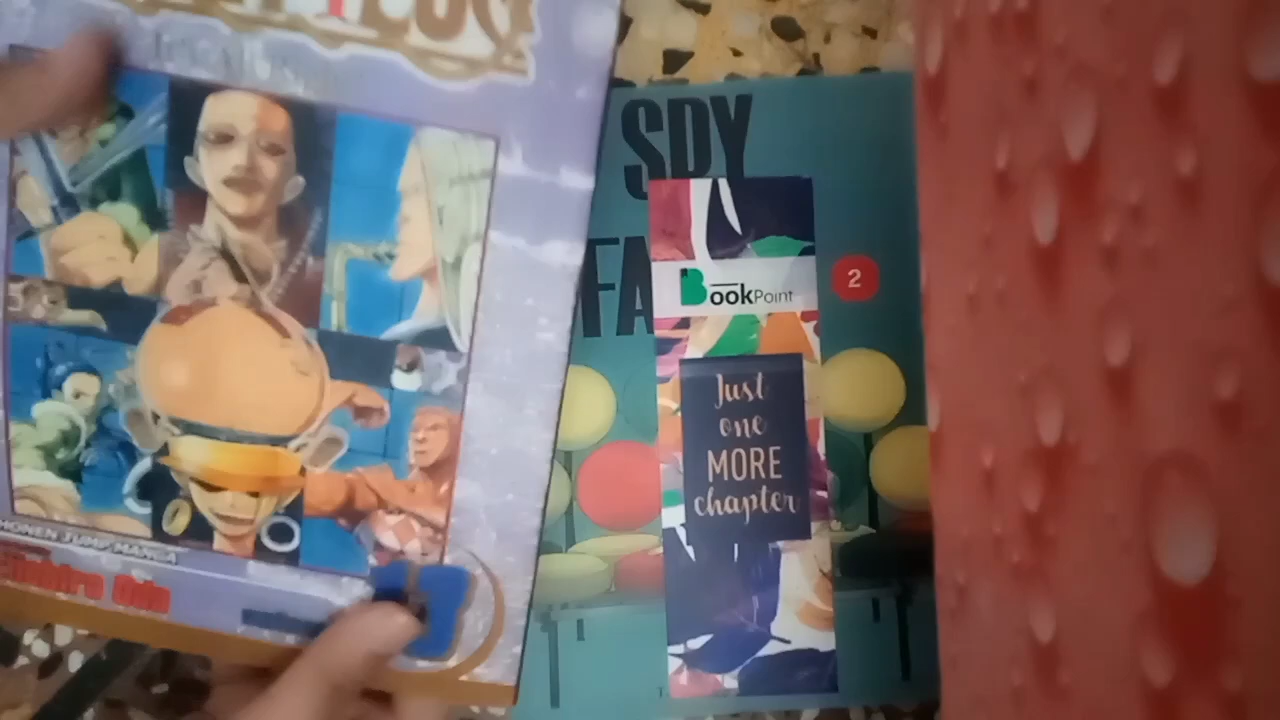 SHONEN JUMP MANGA
Eiichiro Oda
SPY
FA
2
BookPoint
Just
one
MORE
chapter